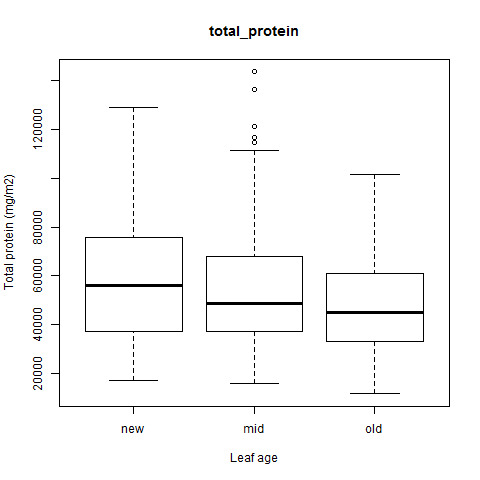 total_protein
Total protein (mg/m2)
120000
80000
60000
40000
20000
new mid old
Leaf age